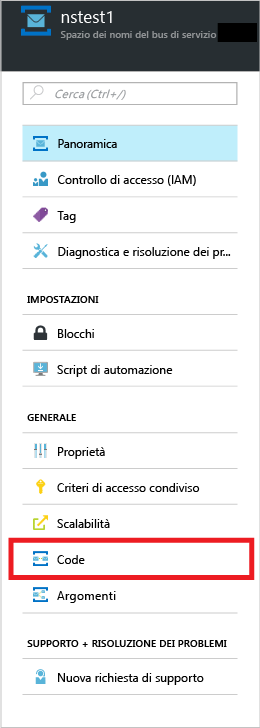 nstest1
Spazio dei nomi del bus di servizio
Cerca (Ctrl+/)
Panoramica
Controllo di accesso (IAM)
Tag
Diagnostica e risoluzione dei pr...
IMPOSTAZIONI
Blocchi
Script di automazione
GENERALE
Proprietà
Criteri di accesso condiviso
Scalabilità
Code
Argomenti
SUPPORTO + RISOLUZIONE DEI PROBLEMI
Nuova richiesta di supporto